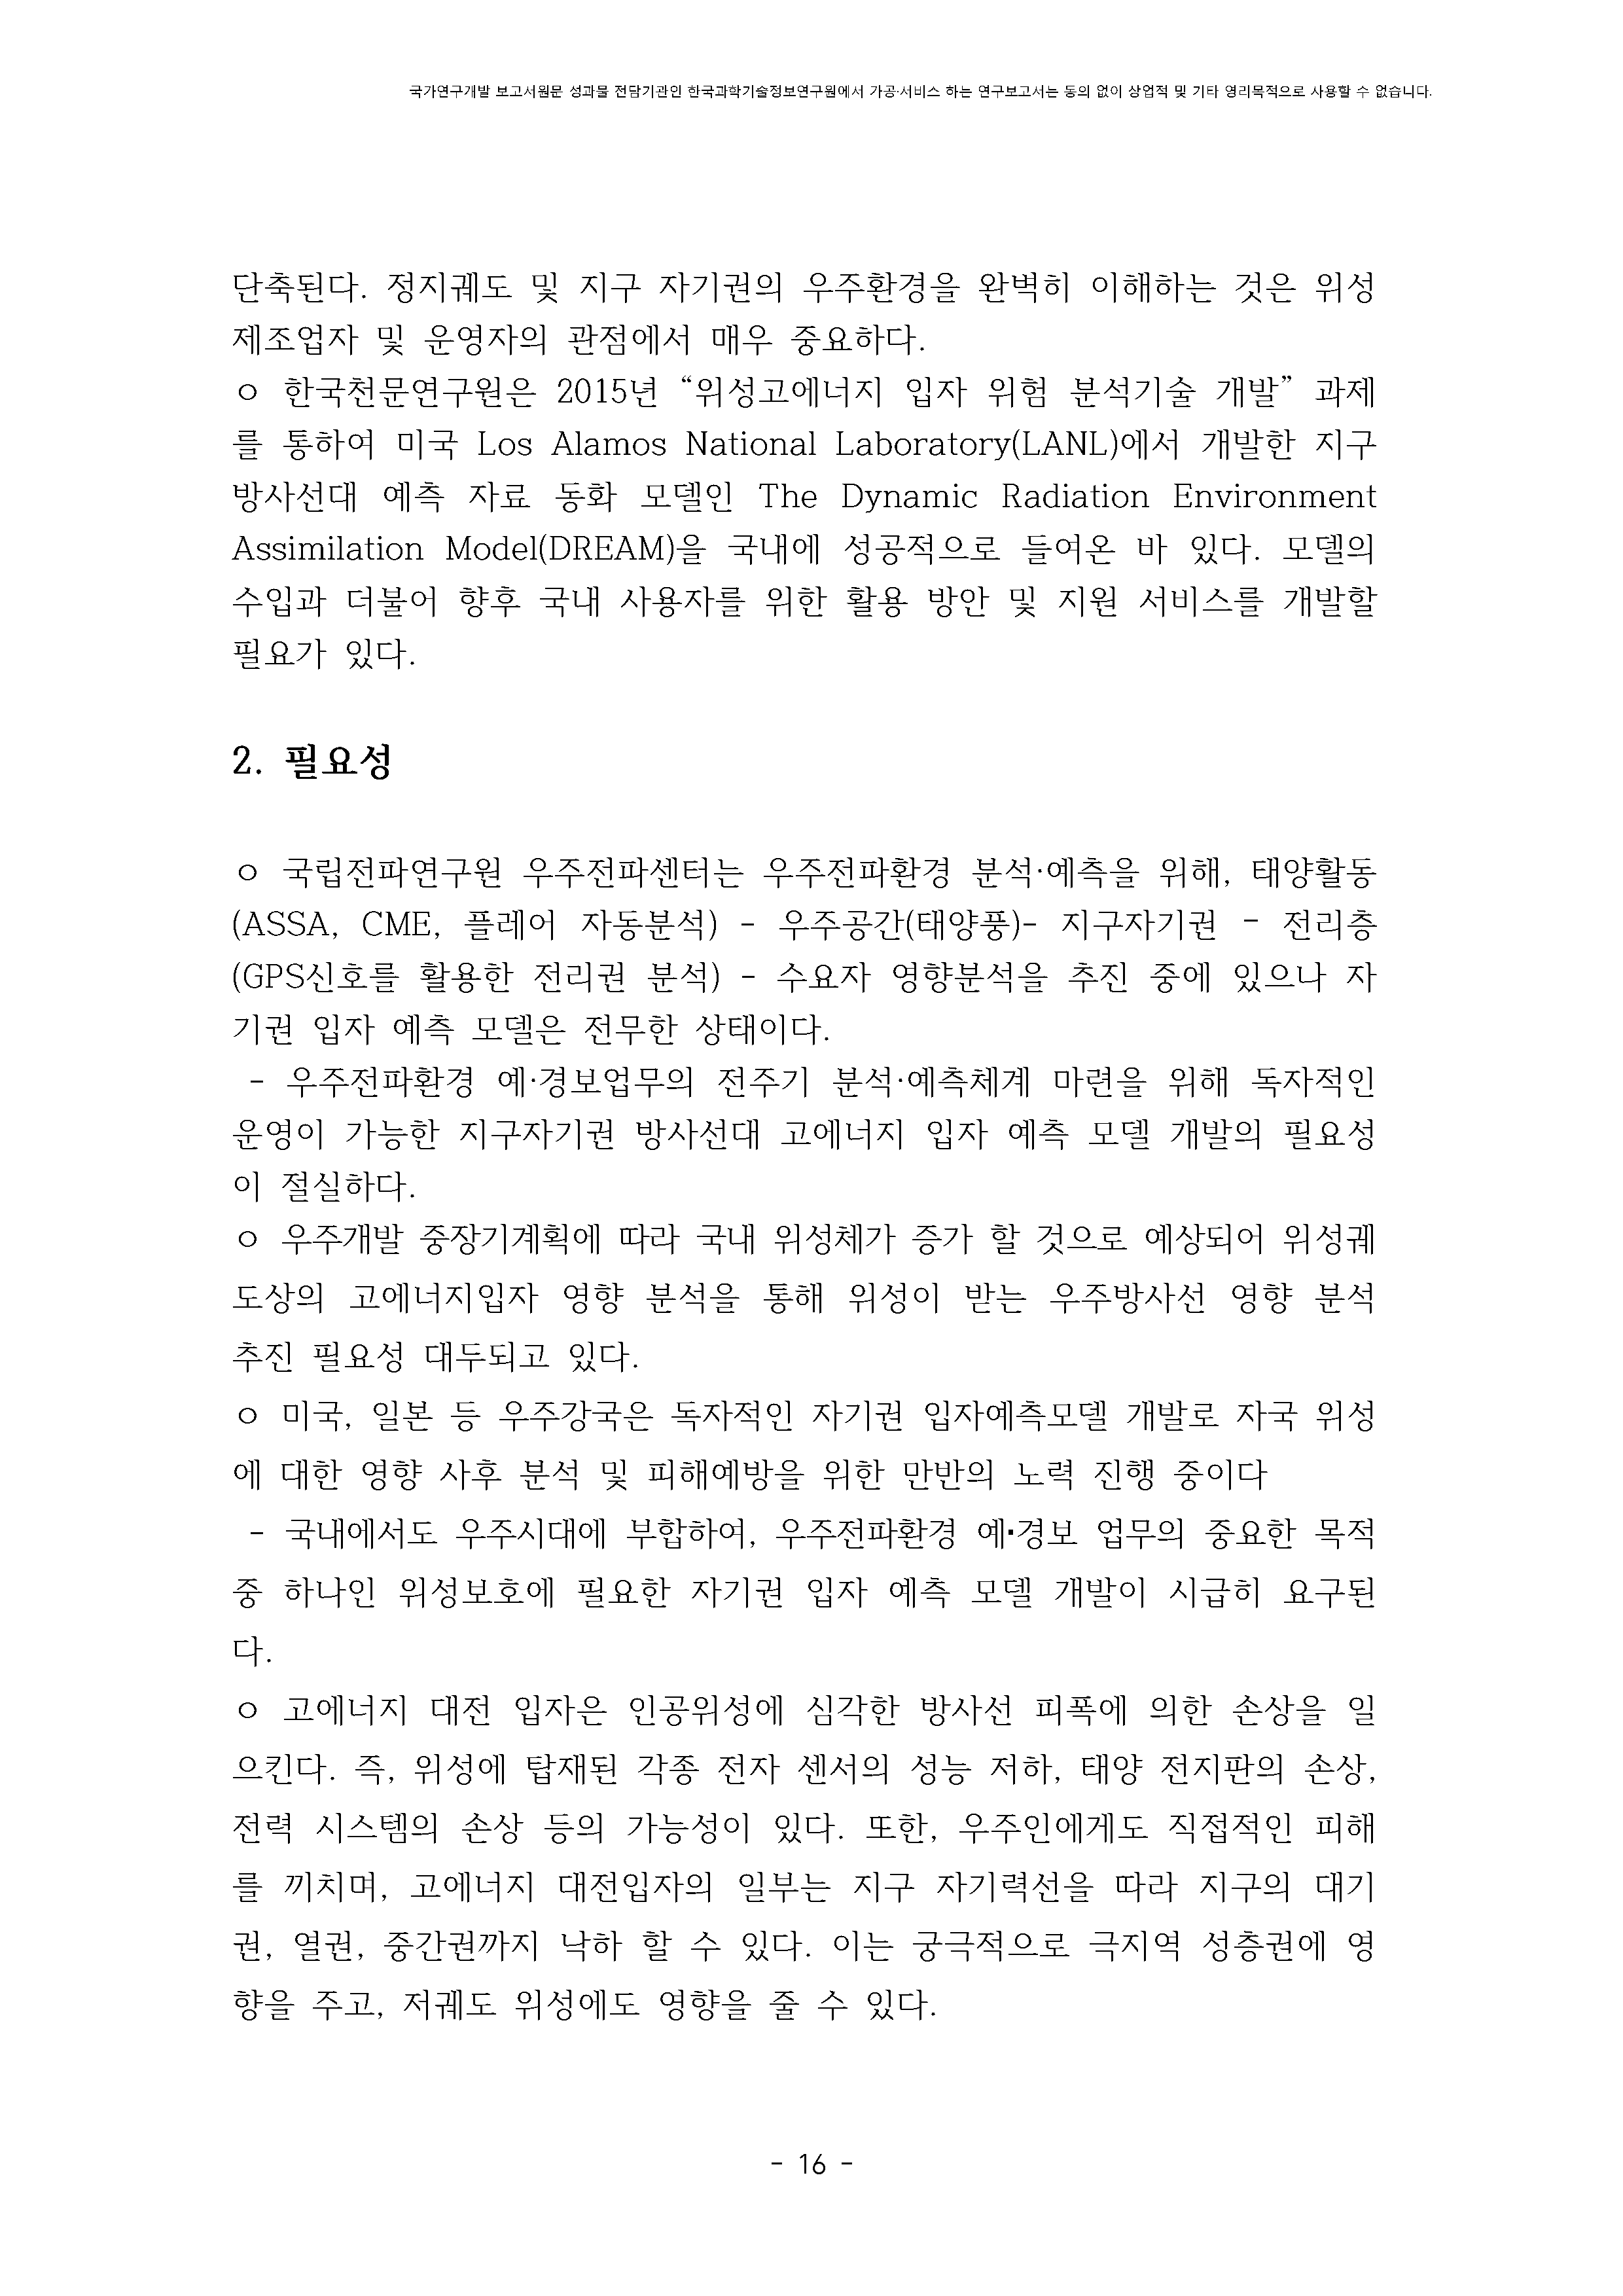 국가연구개발 보고서원문 성과물 전담기관인 한국과학기술정보연구원에서 가공·서비스 하는 연구보고서는 동의 없이 상업적 및 기타 영리목적으로 사용할 수 없습니다.
단축된다. 정지궤도 및 지구 자기권의 우주환경을 완벽히 이해하는 것은 위성
제조업자 및 운영자의 관점에서 매우 중요하다.
ㅇ 한국천문연구원은 2015년 “위성고에너지 입자 위험 분석기술 개발” 과제
를 통하여 미국 Los Alamos National Laboratory(LANL)에서 개발한 지구
방사선대 예측 자료 동화 모델인 The Dynamic Radiation Environment
Assimilation Model(DREAM)을 국내에 성공적으로 들여온 바 있다. 모델의
수입과 더불어 향후 국내 사용자를 위한 활용 방안 및 지원 서비스를 개발할
필요가 있다.
2. 필요성
ㅇ 국립전파연구원 우주전파센터는 우주전파환경 분석·예측을 위해, 태양활동
(ASSA, CME, 플레어 자동분석) - 우주공간(태양풍)- 지구자기권 - 전리층
(GPS신호를 활용한 전리권 분석) - 수요자 영향분석을 추진 중에 있으나 자
기권 입자 예측 모델은 전무한 상태이다.
- 우주전파환경 예·경보업무의 전주기 분석·예측체계 마련을 위해 독자적인
운영이 가능한 지구자기권 방사선대 고에너지 입자 예측 모델 개발의 필요성
이 절실하다.
ㅇ 우주개발 중장기계획에 따라 국내 위성체가 증가 할 것으로 예상되어 위성궤
도상의 고에너지입자 영향 분석을 통해 위성이 받는 우주방사선 영향 분석
추진 필요성 대두되고 있다.
ㅇ 미국, 일본 등 우주강국은 독자적인 자기권 입자예측모델 개발로 자국 위성
에 대한 영향 사후 분석 및 피해예방을 위한 만반의 노력 진행 중이다
- 국내에서도 우주시대에 부합하여, 우주전파환경 예·경보 업무의 중요한 목적
중 하나인 위성보호에 필요한 자기권 입자 예측 모델 개발이 시급히 요구된
다.
ㅇ 고에너지 대전 입자은 인공위성에 심각한 방사선 피폭에 의한 손상을 일
으킨다. 즉, 위성에 탑재된 각종 전자 센서의 성능 저하, 태양 전지판의 손상,
전력 시스템의 손상 등의 가능성이 있다. 또한, 우주인에게도 직접적인 피해
를 끼치며, 고에너지 대전입자의 일부는 지구 자기력선을 따라 지구의 대기
권, 열권, 중간권까지 낙하 할 수 있다. 이는 궁극적으로 극지역 성층권에 영
향을 주고, 저궤도 위성에도 영향을 줄 수 있다.
- 16 -